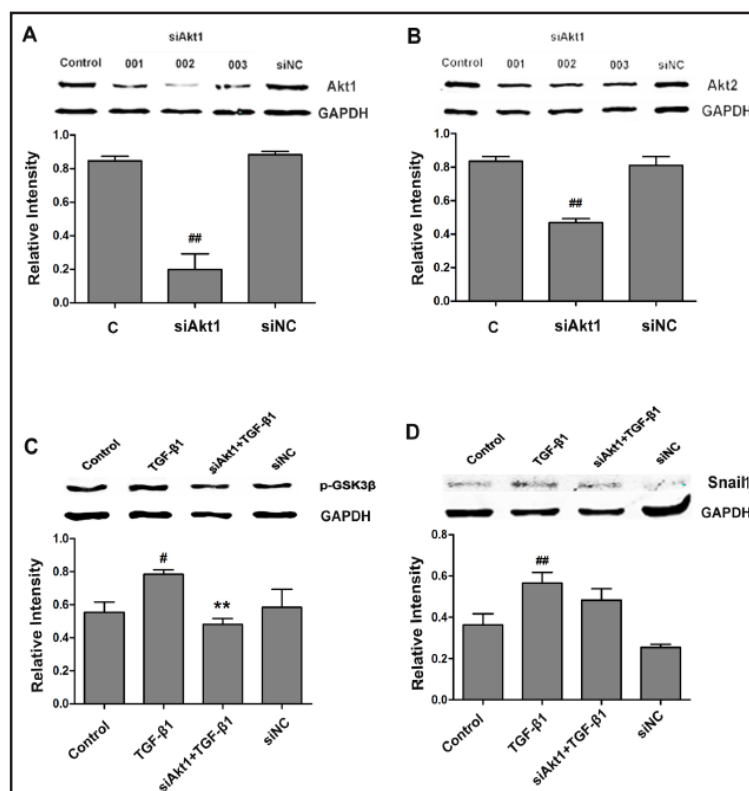 A
siAkt1
Control 001 002 003 siNC
Akt1
GAPDH
Relative Intensity
1.0
0.8
0.6
0.4
0.2
0.0
##
C siAkt1 siNC
B
siAkt1
Control 001 002 003 siNC
Akt2
GAPDH
Relative Intensity
1.0
0.8
0.6
0.4
0.2
0.0
##
C siAkt1 siNC
C
Control TGF-β1 siAkt1+TGF-β1 siNC
p-GSK3β
GAPDH
Relative Intensity
1.0
0.8
0.6
0.4
0.2
0.0
#
**
Control TGF-β1 siAkt1+TGF-β1 siNC
D
Control TGF-β1 siAkt1+TGF-β1 siNC
Snail1
GAPDH
Relative Intensity
0.8
0.6
0.4
0.2
0.0
##
Control TGF-β1 siAkt1+TGF-β1 siNC